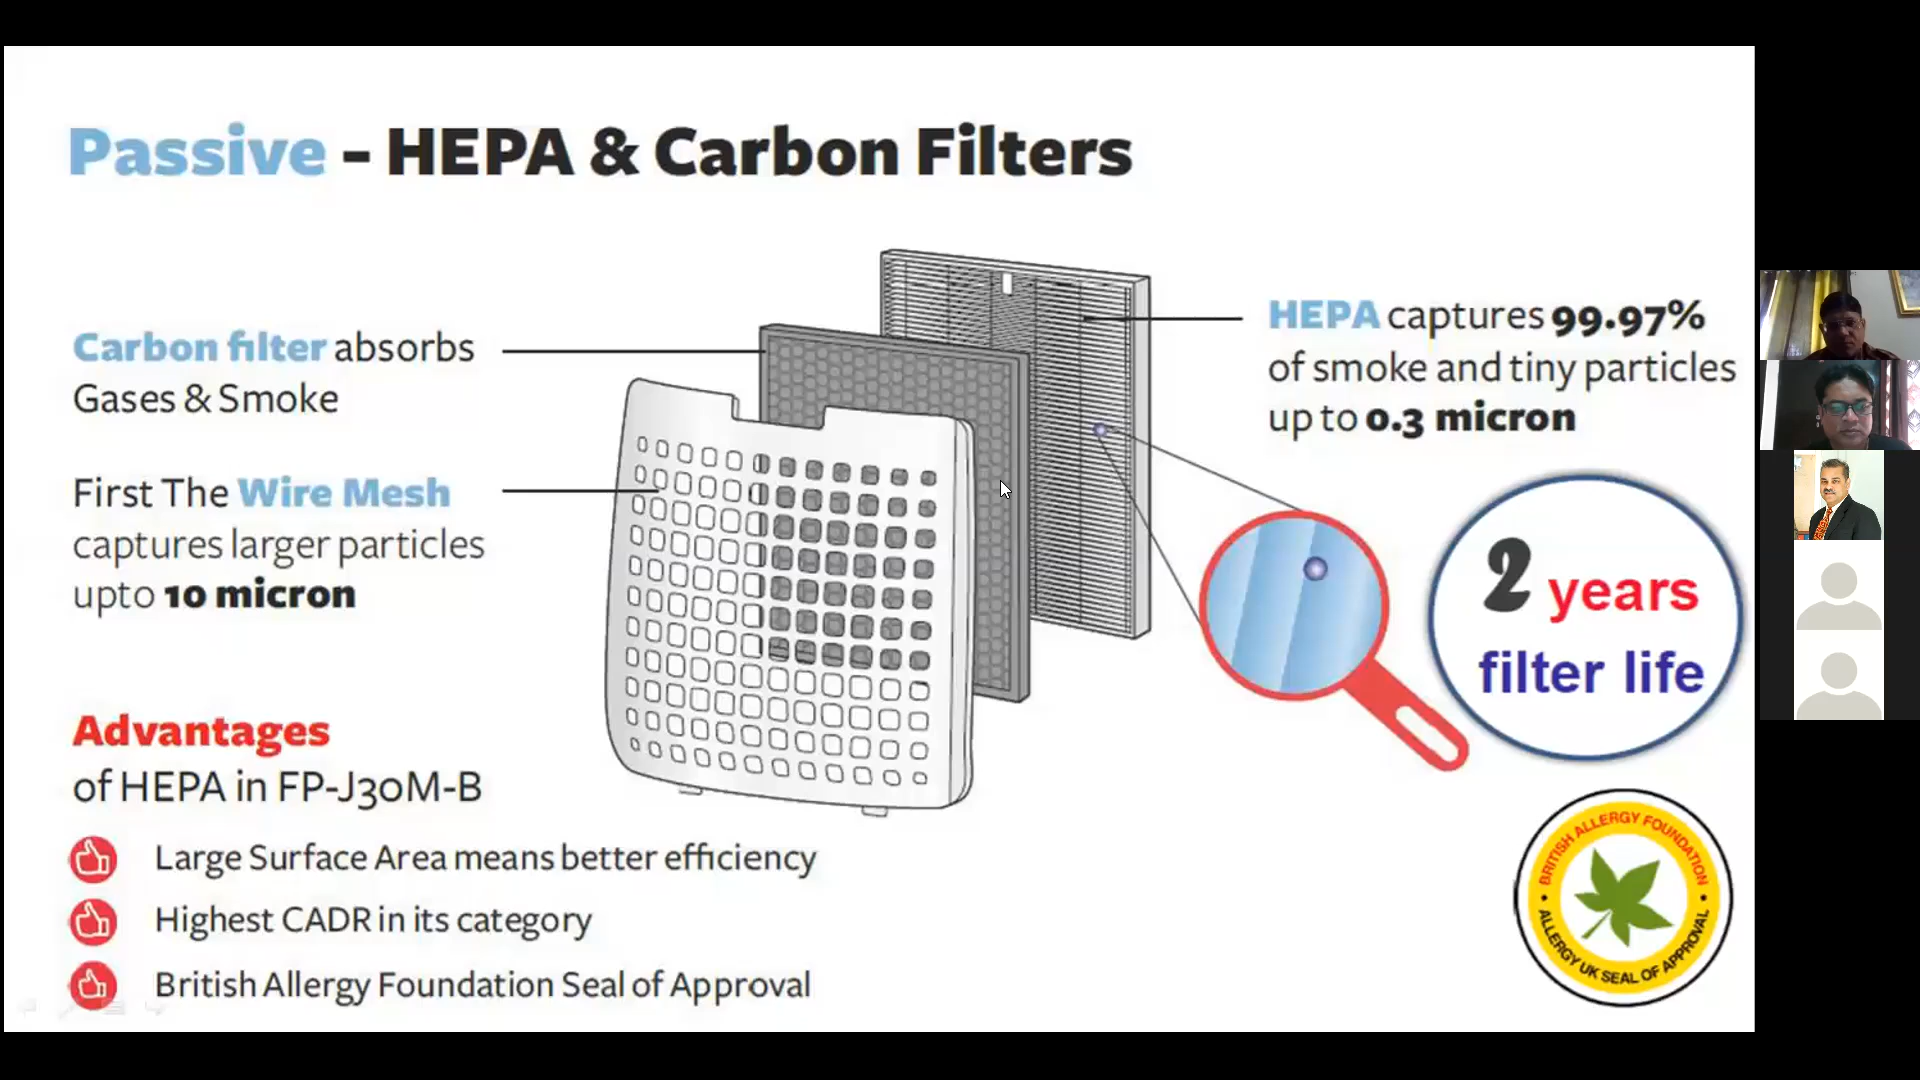 Passive - HEPA & Carbon Filters
Carbon filter absorbs
Gases & Smoke
First The Wire Mesh
captures larger particles
upto 10 micron
HEPA captures 99.97%
of smoke and tiny particles
up to 0.3 micron
2 years
filter life
Advantages
of HEPA in FP-J30M-B
Large Surface Area means better efficiency
Highest CADR in its category
British Allergy Foundation Seal of Approval
BRITISH ALLERGY FOUNDATION
ALLERGY UK SEAL OF APPROVAL